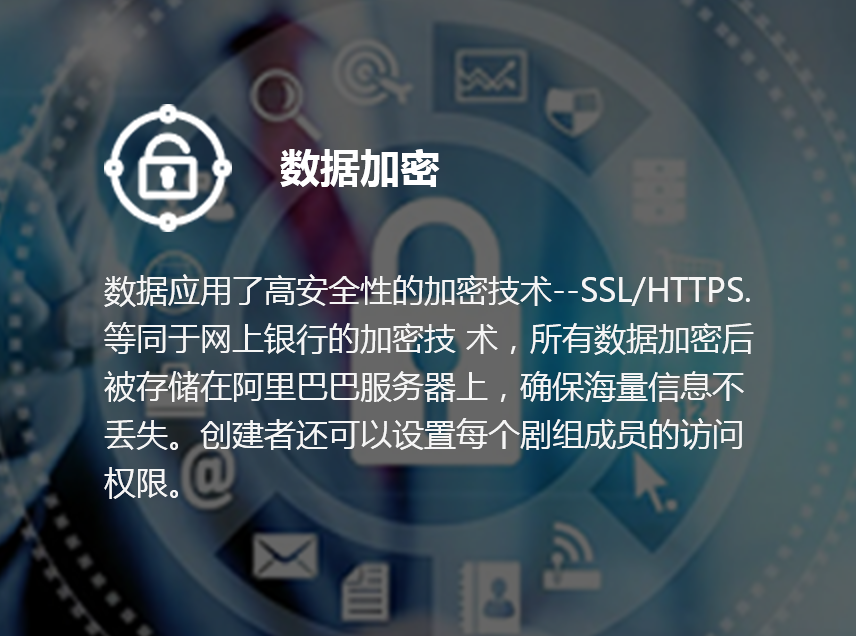 数据加密
数据应用了高安全性的加密技术--SSL/HTTPS.
等同于网上银行的加密技 术，所有数据加密后
被存储在阿里巴巴服务器上，确保海量信息不
丢失。创建者还可以设置每个剧组成员的访问
权限。
@